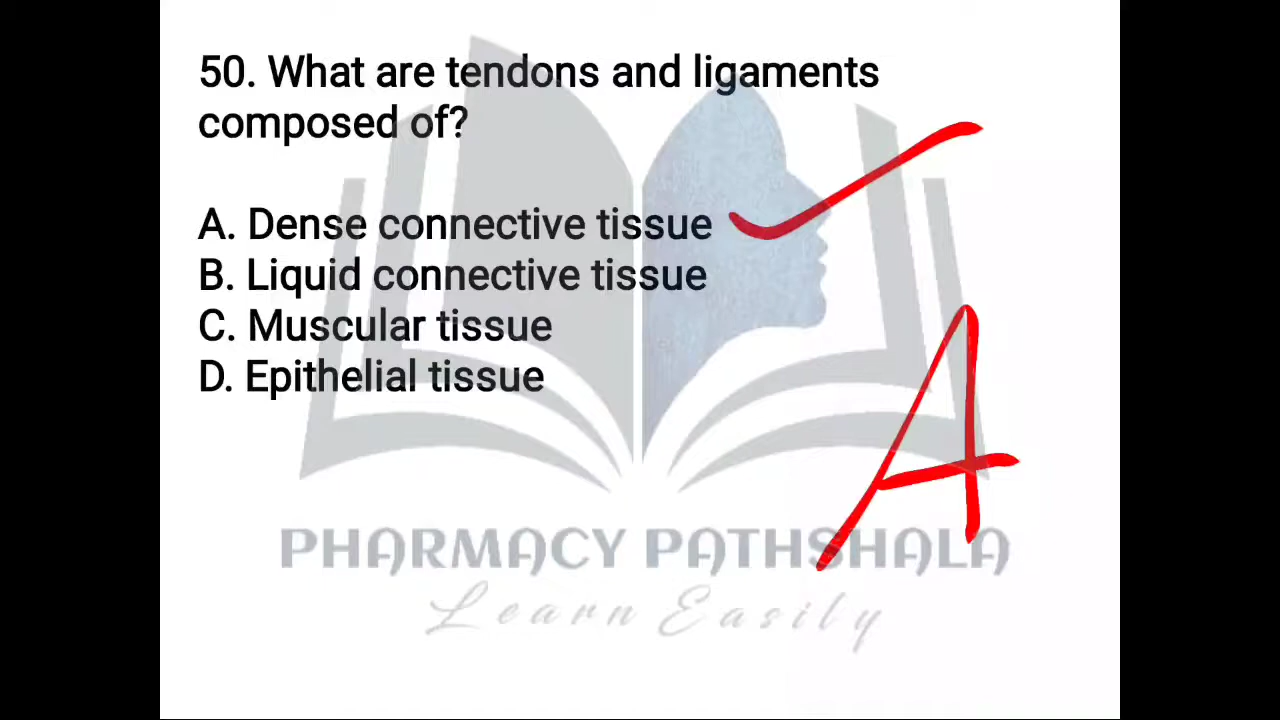 50. What are tendons and ligaments
composed of?
A. Dense connective tissue
B. Liquid connective tissue
C. Muscular tissue
D. Epithelial tissue
A
PHARMACY PATHSHALA
Learn Easily